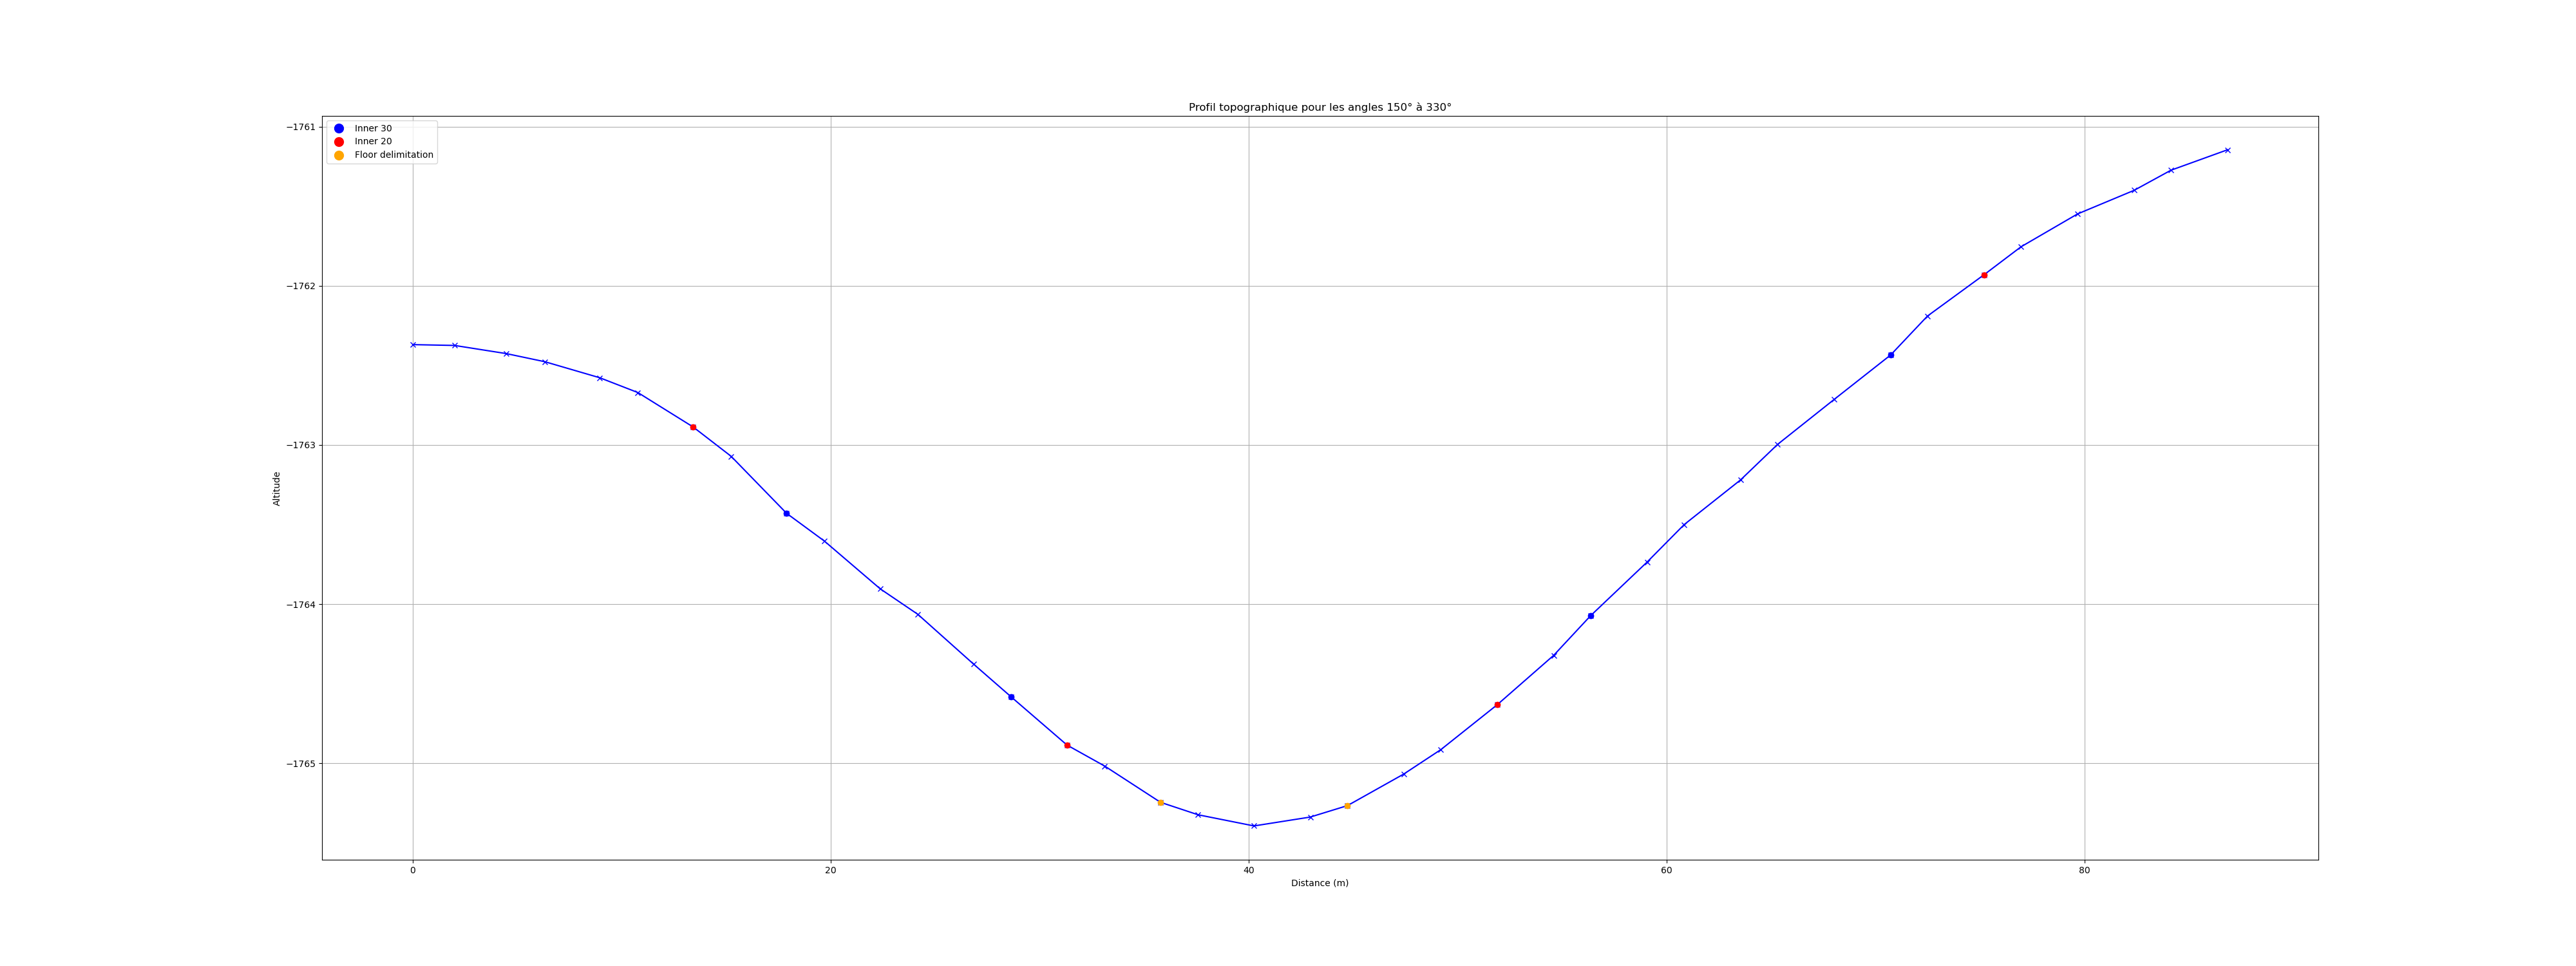 Profil topographique pour les angles 150° à 330°
Inner 30
Inner 20
Floor delimitation
−1761
−1762
−1763
−1764
−1765
Altitude
0 20 40 60 80
Distance (m)